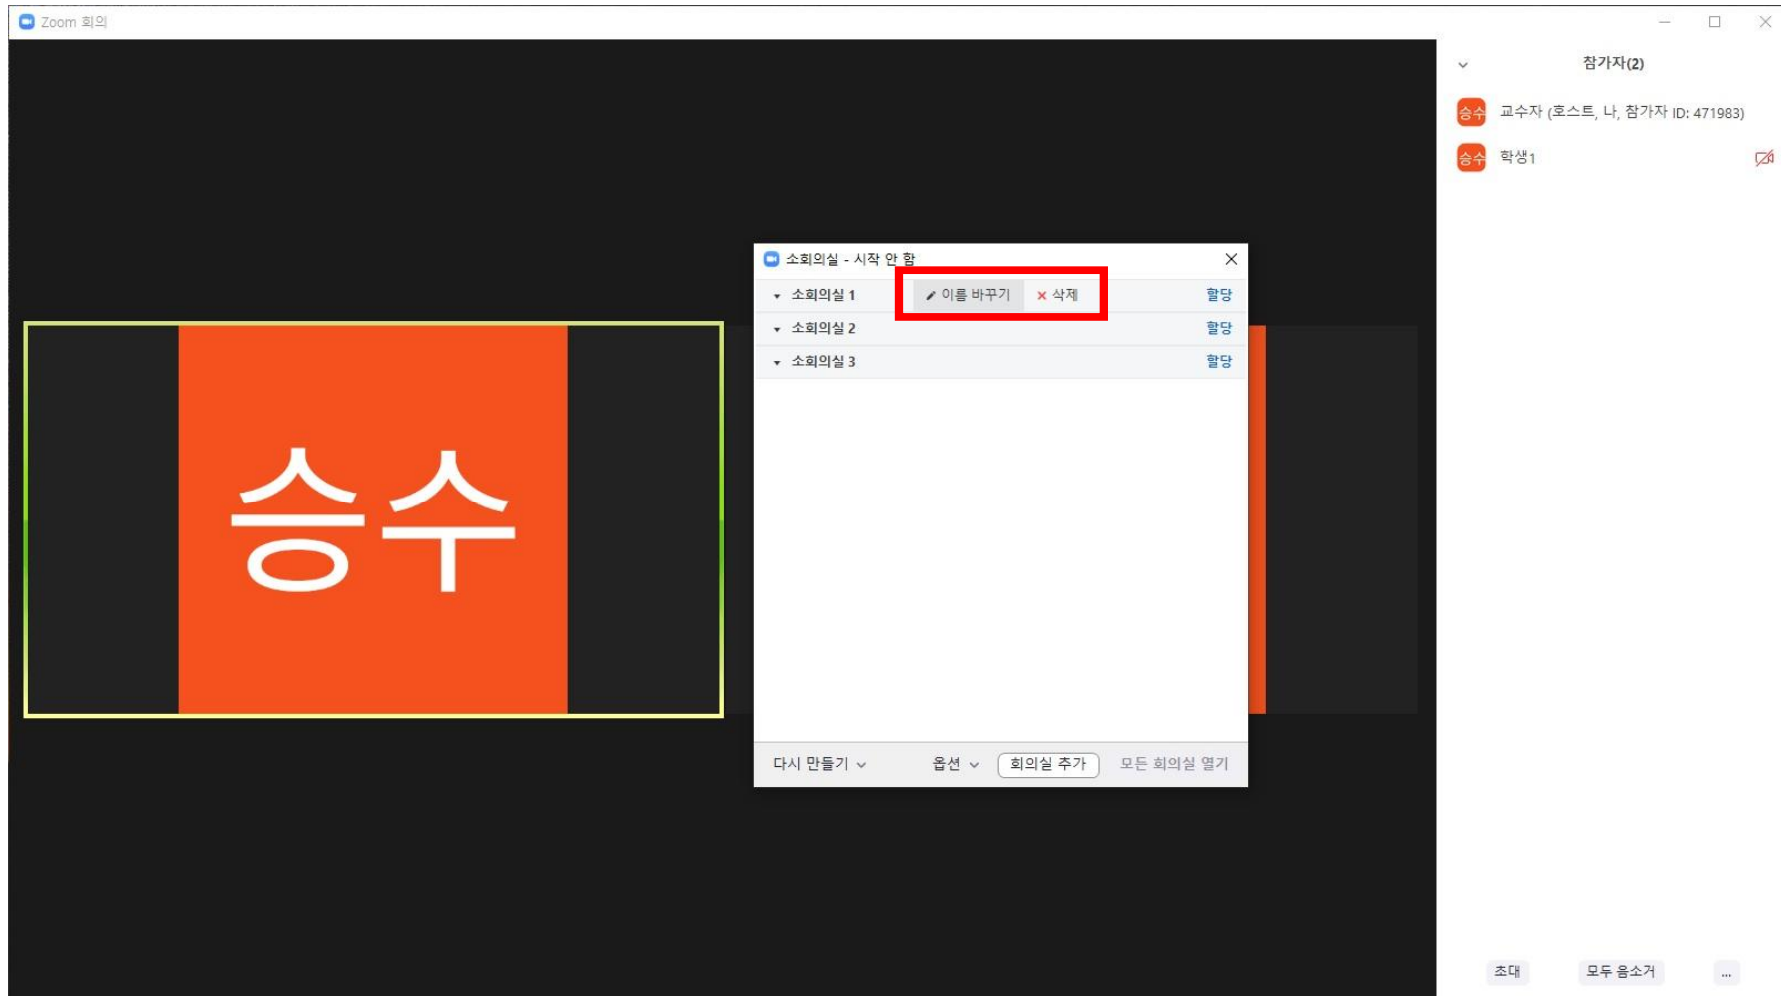 Zoom 회의
참가자(2)
승수 교수자 (호스트, 나, 참가자 ID: 471983)
승수 학생1
소회의실 - 시작 안 함
소회의실 1 이름 바꾸기 삭제 할당
소회의실 2 할당
소회의실 3 할당
승수
다시 만들기 옵션 회의실 추가 모든 회의실 열기
초대 모두 음소거 ...